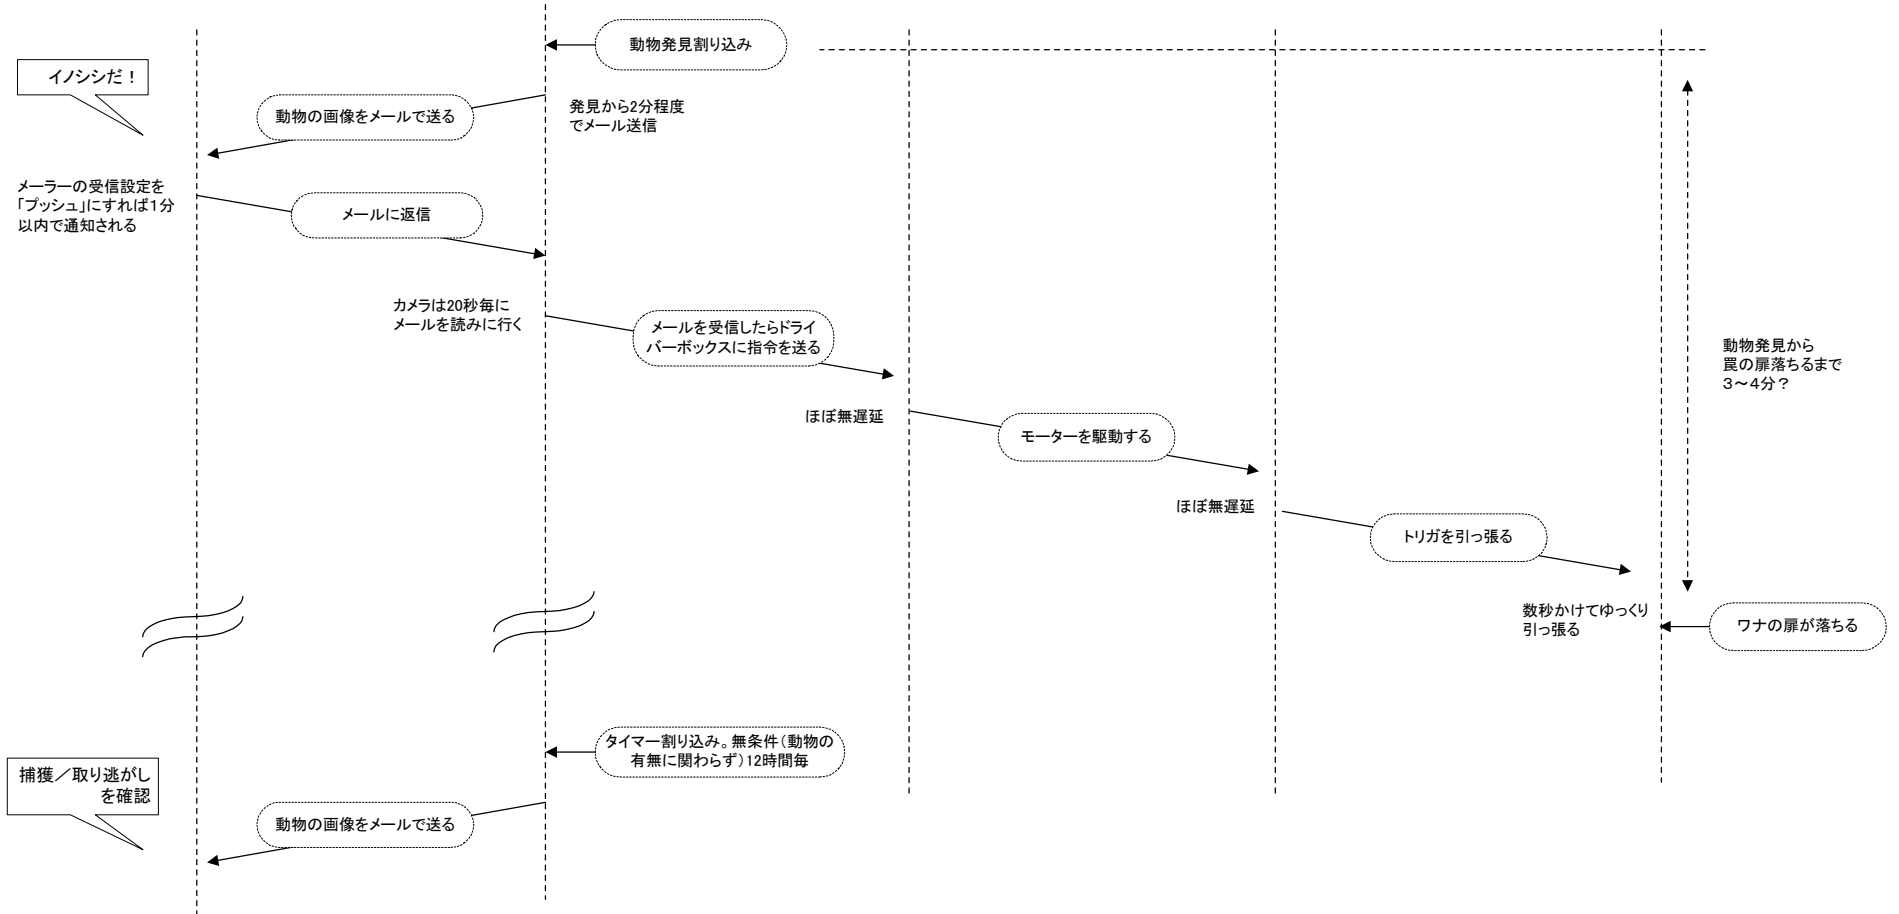 動物発見割り込み
イノシシだ！
動物の画像をメールで送る
発見から2分程度
でメール送信
メーラーの受信設定を
「プッシュ」にすれば1分
以内で通知される
メールに返信
カメラは20秒毎に
メールを読みに行く
メールを受信したらドライ
バーボックスに指令を送る
動物発見から
罠の扉落ちるまで
３～４分？
ほぼ無遅延
モーターを駆動する
ほぼ無遅延
トリガを引っ張る
数秒かけてゆっくり
引っ張る
ワナの扉が落ちる
タイマー割り込み。無条件（動物の
有無に関わらず）12時間毎
捕獲／取り逃がし
を確認
動物の画像をメールで送る